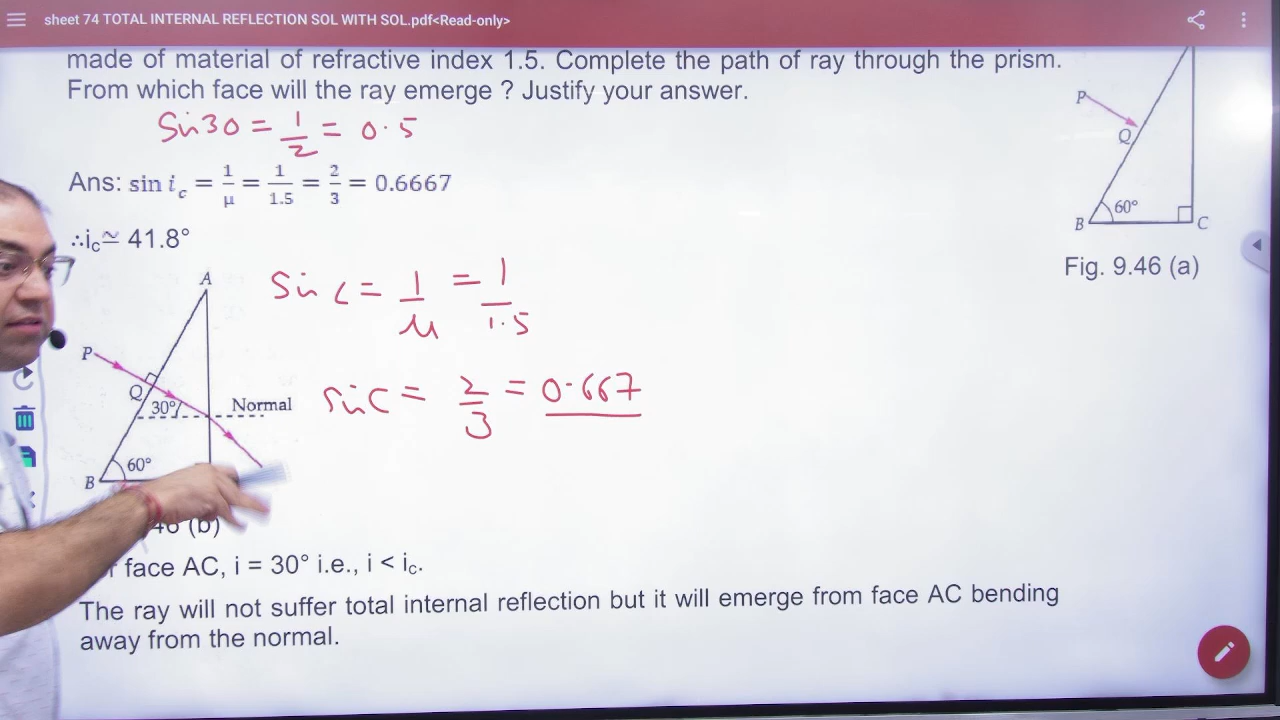 sheet 74 TOTAL INTERNAL REFLECTION SOL WITH SOL.pdf<Read-only>
made of material of refractive index 1.5. Complete the path of ray through the prism.
From which face will the ray emerge ? Justify your answer.
Sin30 = 1/2 = 0.5
P
Q
60°
B
C
Fig. 9.46 (a)
Ans: sin i_c = 1/μ = 1/1.5 = 2/3 = 0.6667
∴i_c≃ 41.8°
A
P
Q
30°
Normal
60°
B
Sin c = 1/μ = 1/1.5
sin c = 2/3 = 0.667
46 (b)
face AC, i = 30° i.e., i < i_c.
The ray will not suffer total internal reflection but it will emerge from face AC bending
away from the normal.